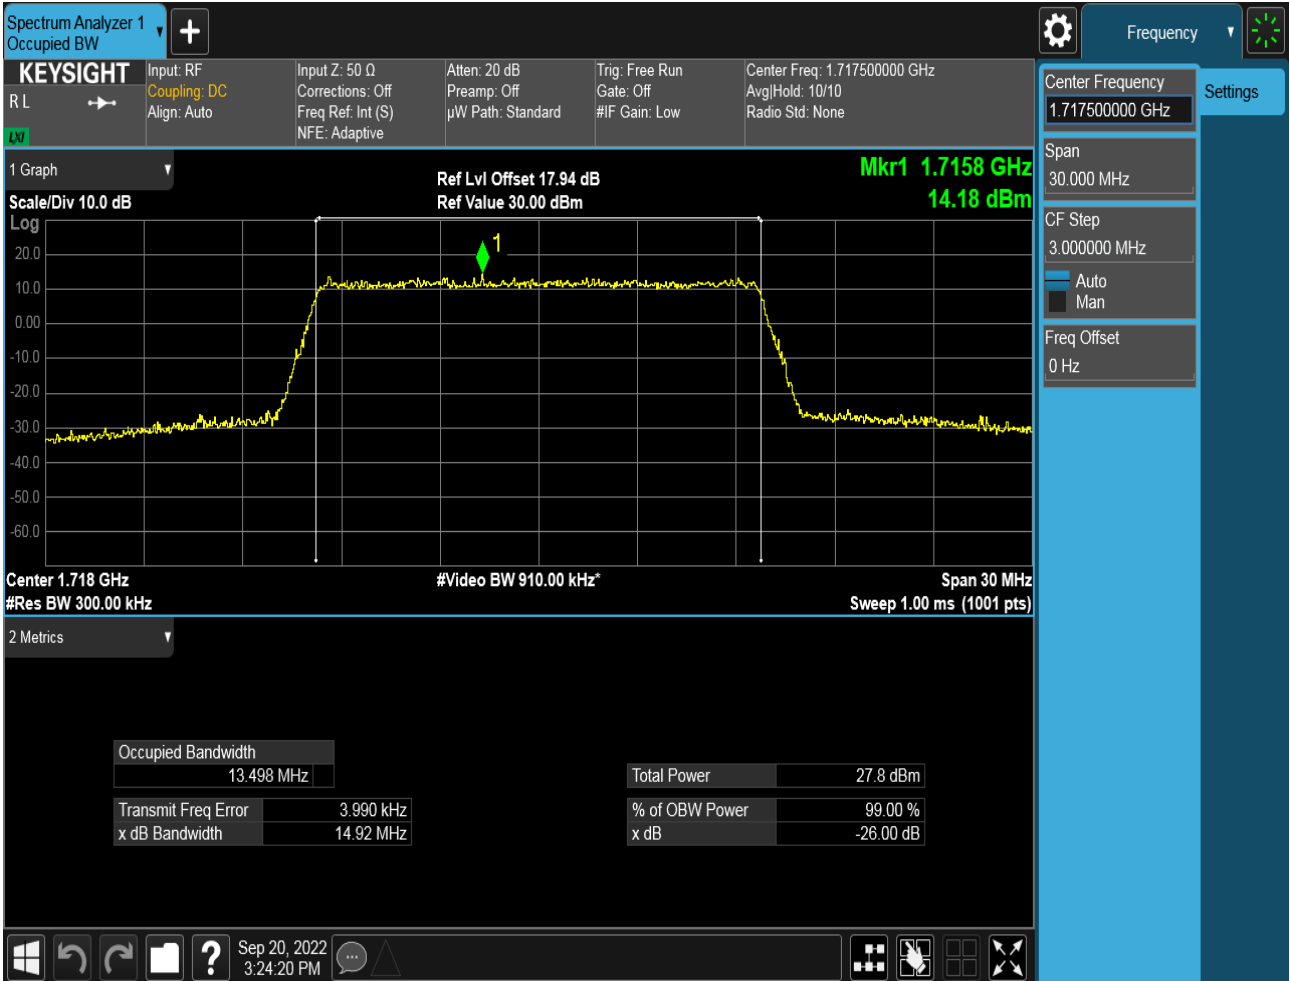 Spectrum Analyzer 1
Occupied BW
Frequency
KEYSIGHT
R L
LXI
Input: RF
Coupling: DC
Align: Auto
Input Z: 50 Ω
Corrections: Off
Freq Ref: Int (S)
NFE: Adaptive
Atten: 20 dB
Preamp: Off
µW Path: Standard
Trig: Free Run
Gate: Off
#IF Gain: Low
Center Freq: 1.717500000 GHz
Avg|Hold: 10/10
Radio Std: None
Center Frequency
1.717500000 GHz
Settings
Span
30.000 MHz
CF Step
3.000000 MHz
Auto
Man
Freq Offset
0 Hz
1 Graph
Scale/Div 10.0 dB
Ref Lvl Offset 17.94 dB
Ref Value 30.00 dBm
Mkr1 1.7158 GHz
14.18 dBm
Log
1
20.0
10.0
0.00
-10.0
-20.0
-30.0
-40.0
-50.0
-60.0
Center 1.718 GHz
#Video BW 910.00 kHz*
Span 30 MHz
#Res BW 300.00 kHz
Sweep 1.00 ms (1001 pts)
2 Metrics
Occupied Bandwidth
13.498 MHz
Total Power 27.8 dBm
Transmit Freq Error 3.990 kHz
% of OBW Power 99.00 %
x dB Bandwidth 14.92 MHz
x dB -26.00 dB
Sep 20, 2022
3:24:20 PM